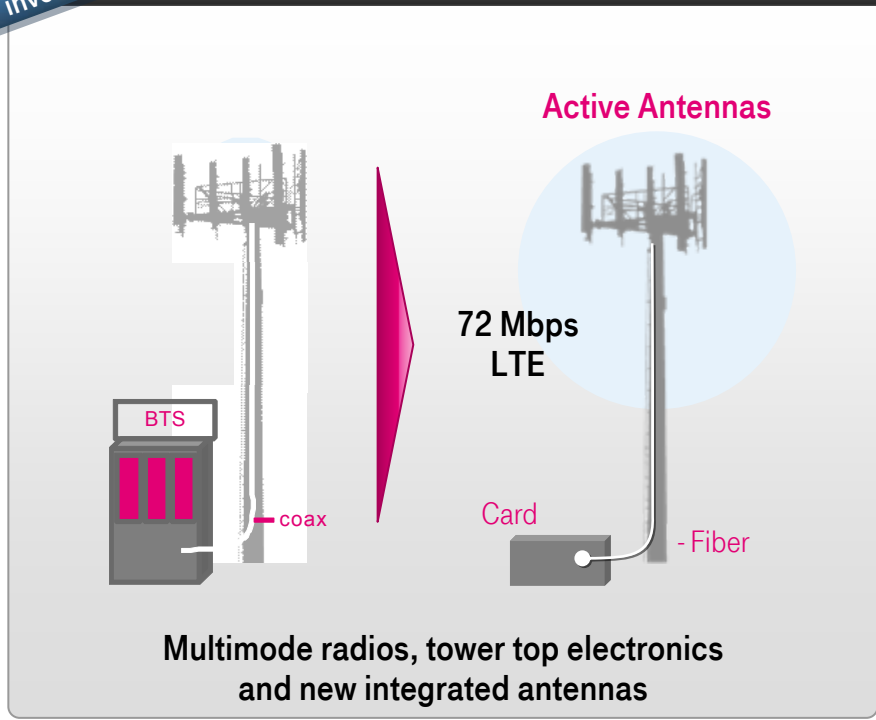 Active Antennas
72 Mbps
LTE
BTS
coax
Card
- Fiber
Multimode radios, tower top electronics
and new integrated antennas